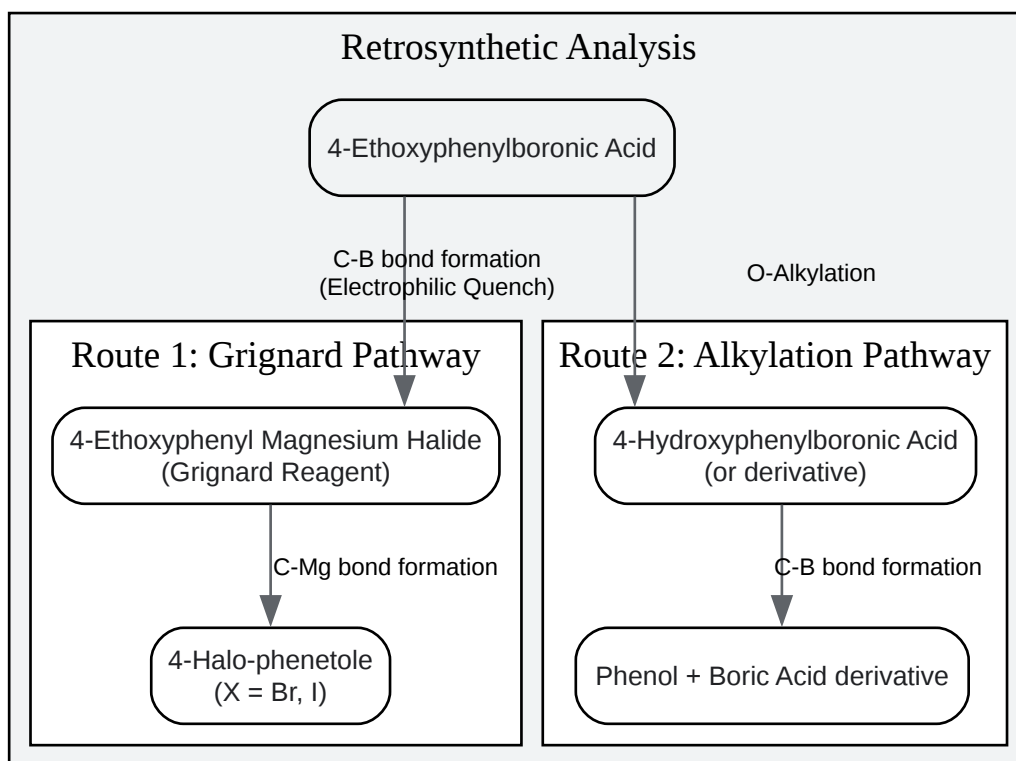 Retrosynthetic Analysis
4-Ethoxyphenylboronic Acid
C-B bond formation
(Electrophilic Quench)
O-Alkylation
Route 1: Grignard Pathway
4-Ethoxyphenyl Magnesium Halide
(Grignard Reagent)
C-Mg bond formation
4-Halo-phenetole
(X = Br, I)
Route 2: Alkylation Pathway
4-Hydroxyphenylboronic Acid
(or derivative)
C-B bond formation
Phenol + Boric Acid derivative